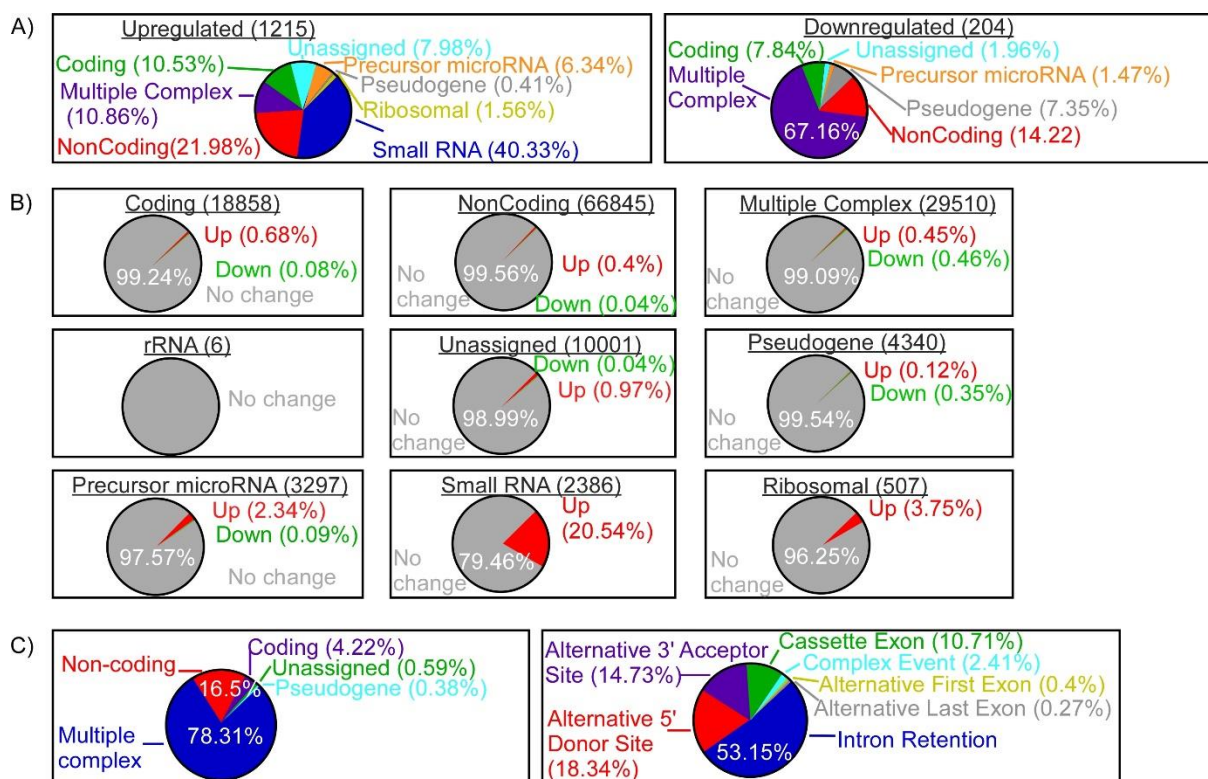 A)
Upregulated (1215)
Unassigned (7.98%)
Coding (10.53%)
Precursor microRNA (6.34%)
Multiple Complex
(10.86%)
Pseudogene (0.41%)
Ribosomal (1.56%)
NonCoding(21.98%)
Small RNA (40.33%)
Downregulated (204)
Coding (7.84%)
Unassigned (1.96%)
Multiple
Complex
Precursor microRNA (1.47%)
Pseudogene (7.35%)
67.16%
NonCoding (14.22)
B)
Coding (18858)
Up (0.68%)
99.24%
Down (0.08%)
No change
NonCoding (66845)
No
change
99.56%
Up (0.4%)
Down (0.04%)
Multiple Complex (29510)
Up (0.45%)
No
change
99.09%
Down (0.46%)
rRNA (6)
No change
Unassigned (10001)
Down (0.04%)
Up (0.97%)
No
change
98.99%
Pseudogene (4340)
Up (0.12%)
Down (0.35%)
No
change
99.54%
Precursor microRNA (3297)
Up (2.34%)
Down (0.09%)
97.57%
No change
Small RNA (2386)
Up
(20.54%)
No
change
79.46%
Ribosomal (507)
Up (3.75%)
No
change
96.25%
C)
Coding (4.22%)
Non-coding
Unassigned (0.59%)
16.5%
Pseudogene (0.38%)
Multiple
complex
78.31%
Cassette Exon (10.71%)
Alternative 3' Acceptor
Site (14.73%)
Complex Event (2.41%)
Alternative First Exon (0.4%)
Alternative Last Exon (0.27%)
Alternative 5'
Donor Site
(18.34%)
53.15%
Intron Retention